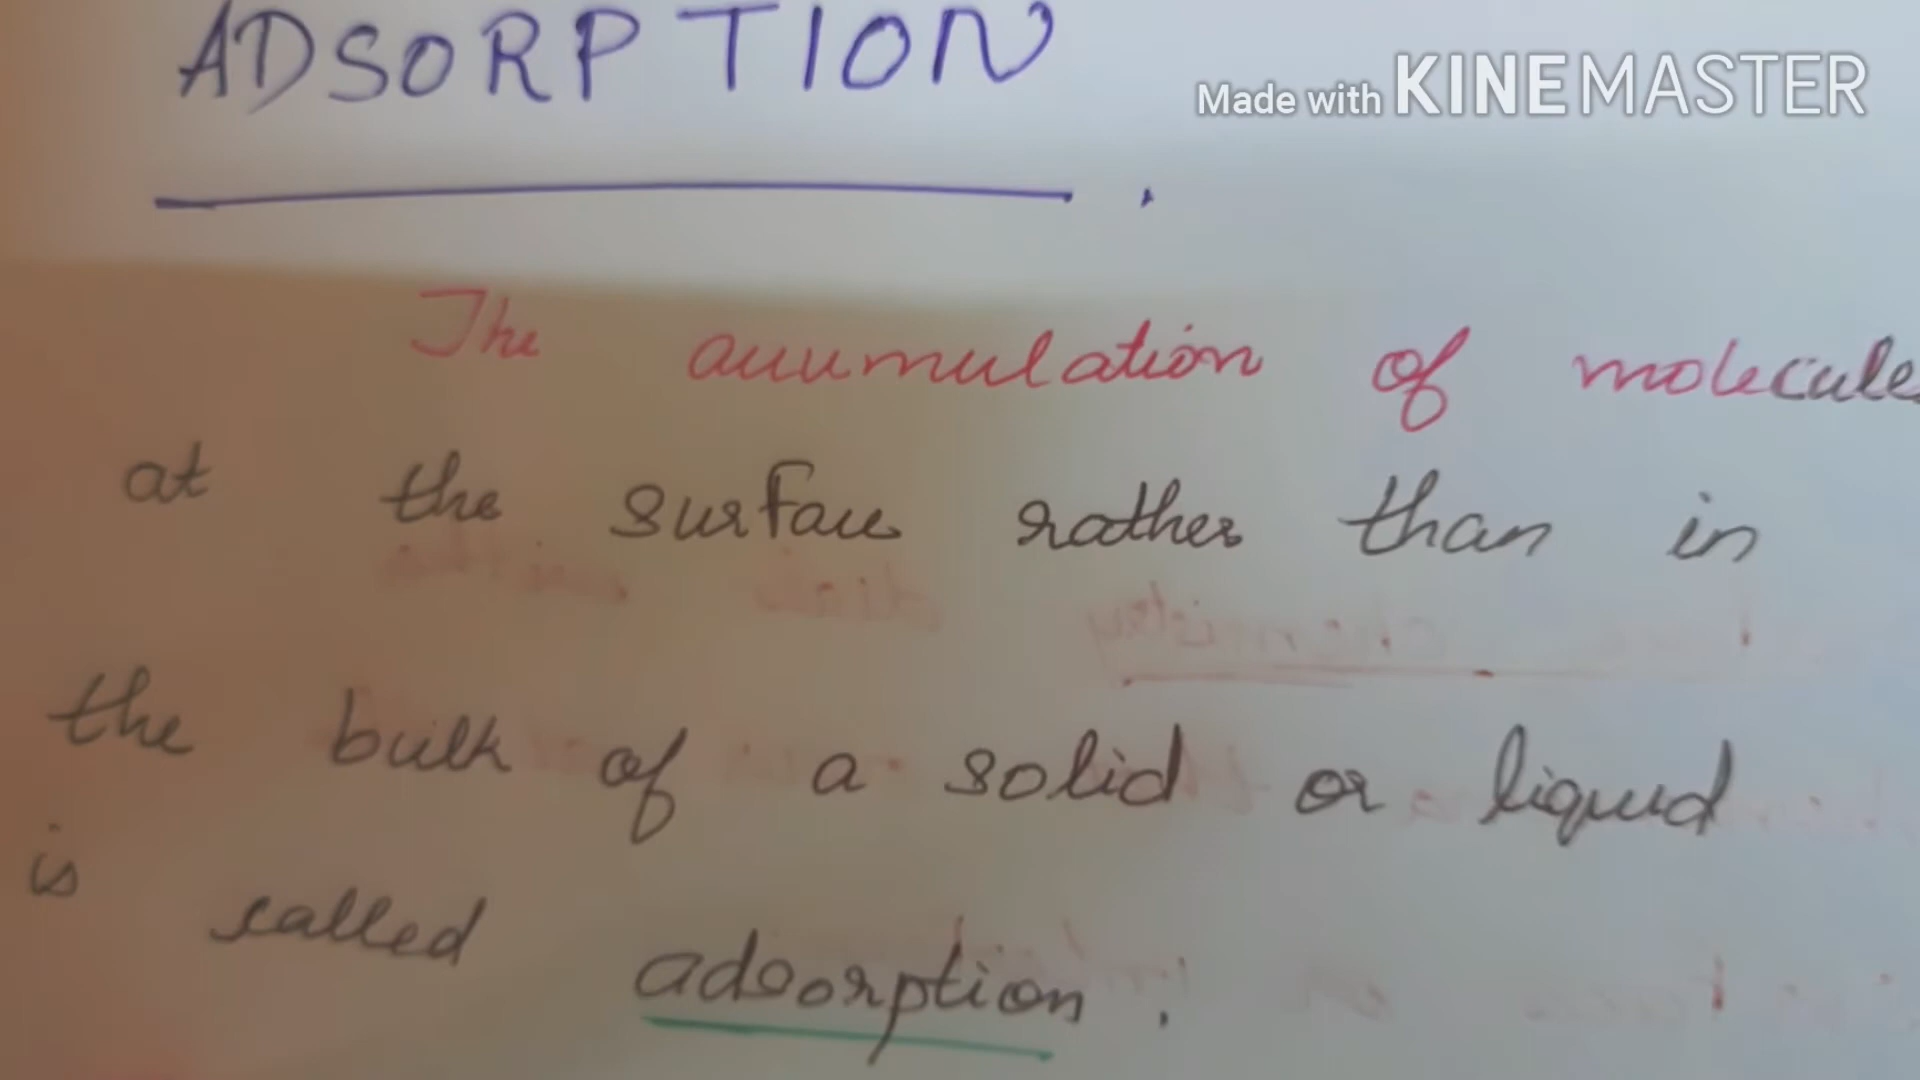 ADSORPTION
Made with KINEMASTER
The accumulation of molecules
at the surface rather than in
the bulk of a solid or liquid
is called adsorption.